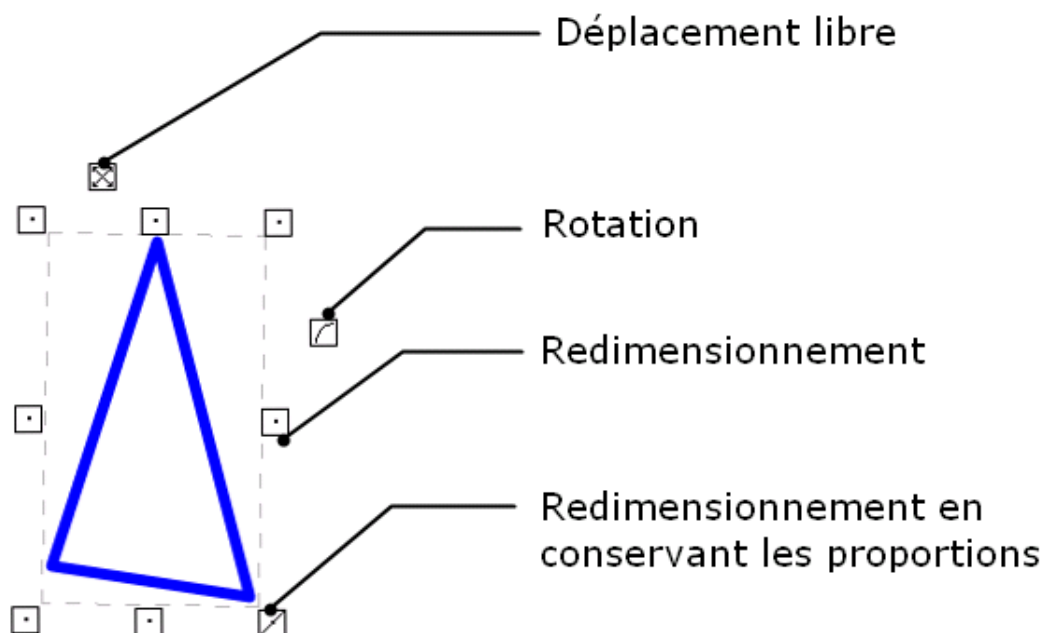 Déplacement libre
Rotation
Redimensionnement
Redimensionnement en
conservant les proportions